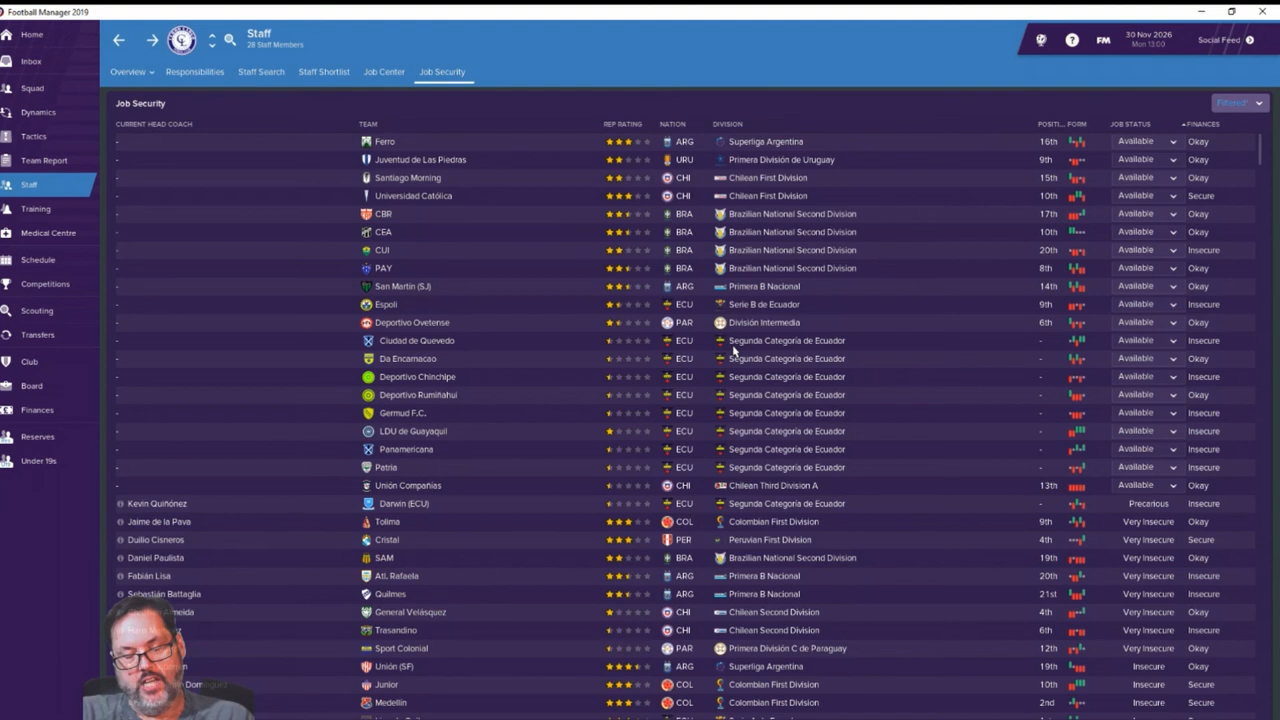 Football Manager 2019
Home
Inbox
Squad
Dynamics
Tactics
Team Report
Staff
Training
Medical Centre
Schedule
Competitions
Scouting
Transfers
Club
Board
Finances
Reserves
Under 19s
Staff
28 Staff Members
? FM 30 Nov 2026
Mon 13:00
Social Feed
Overview Responsibilities Staff Search Staff Shortlist Job Center Job Security
Job Security Filtered
CURRENT HEAD COACH TEAM REP RATING NATION DIVISION POSITI... FORM JOB STATUS FINANCES
- Ferro ARG Superliga Argentina 16th Available Okay
- Juventud de Las Piedras URU Primera División de Uruguay 9th Available Okay
- Santiago Morning CHI Chilean First Division 15th Available Okay
- Universidad Católica CHI Chilean First Division 10th Available Secure
- CBR BRA Brazilian National Second Division 17th Available Okay
- CEA BRA Brazilian National Second Division 10th Available Okay
- CUI BRA Brazilian National Second Division 20th Available Insecure
- PAY BRA Brazilian National Second Division 8th Available Okay
- San Martín (SJ) ARG Primera B Nacional 14th Available Okay
- Espoli ECU Serie B de Ecuador 9th Available Insecure
- Deportivo Ovetense PAR División Intermedia 6th Available Okay
- Ciudad de Quevedo ECU Segunda Categoría de Ecuador - Available Insecure
- Da Encarnacao ECU Segunda Categoría de Ecuador - Available Okay
- Deportivo Chinchipe ECU Segunda Categoría de Ecuador - Available Insecure
- Deportivo Rumiñahui ECU Segunda Categoría de Ecuador - Available Okay
- Germud F.C. ECU Segunda Categoría de Ecuador - Available Insecure
- LDU de Guayaquil ECU Segunda Categoría de Ecuador - Available Insecure
- Panamericana ECU Segunda Categoría de Ecuador - Available Insecure
- Patria ECU Segunda Categoría de Ecuador - Available Insecure
- Unión Compañías CHI Chilean Third Division A 13th Available Okay
Kevin Quiñónez Darwin (ECU) ECU Segunda Categoría de Ecuador - Precarious Insecure
Jaime de la Pava Tolima COL Colombian First Division 9th Very Insecure Okay
Duilio Cisneros Cristal PER Peruvian First Division 4th Very Insecure Secure
Daniel Paulista SAM BRA Brazilian National Second Division 19th Very Insecure Okay
Fabián Lisa Atl. Rafaela ARG Primera B Nacional 20th Very Insecure Insecure
Sebastián Battaglia Quilmes ARG Primera B Nacional 21st Very Insecure Insecure
Almeida General Velásquez CHI Chilean Second Division 4th Very Insecure Okay
Trasandino CHI Chilean Second Division 6th Very Insecure Insecure
Sport Colonial PAR Primera División C de Paraguay 12th Very Insecure Okay
Unión (SF) ARG Superliga Argentina 19th Insecure Okay
Junior COL Colombian First Division 10th Insecure Secure
Medellín COL Colombian First Division 2nd Insecure Secure